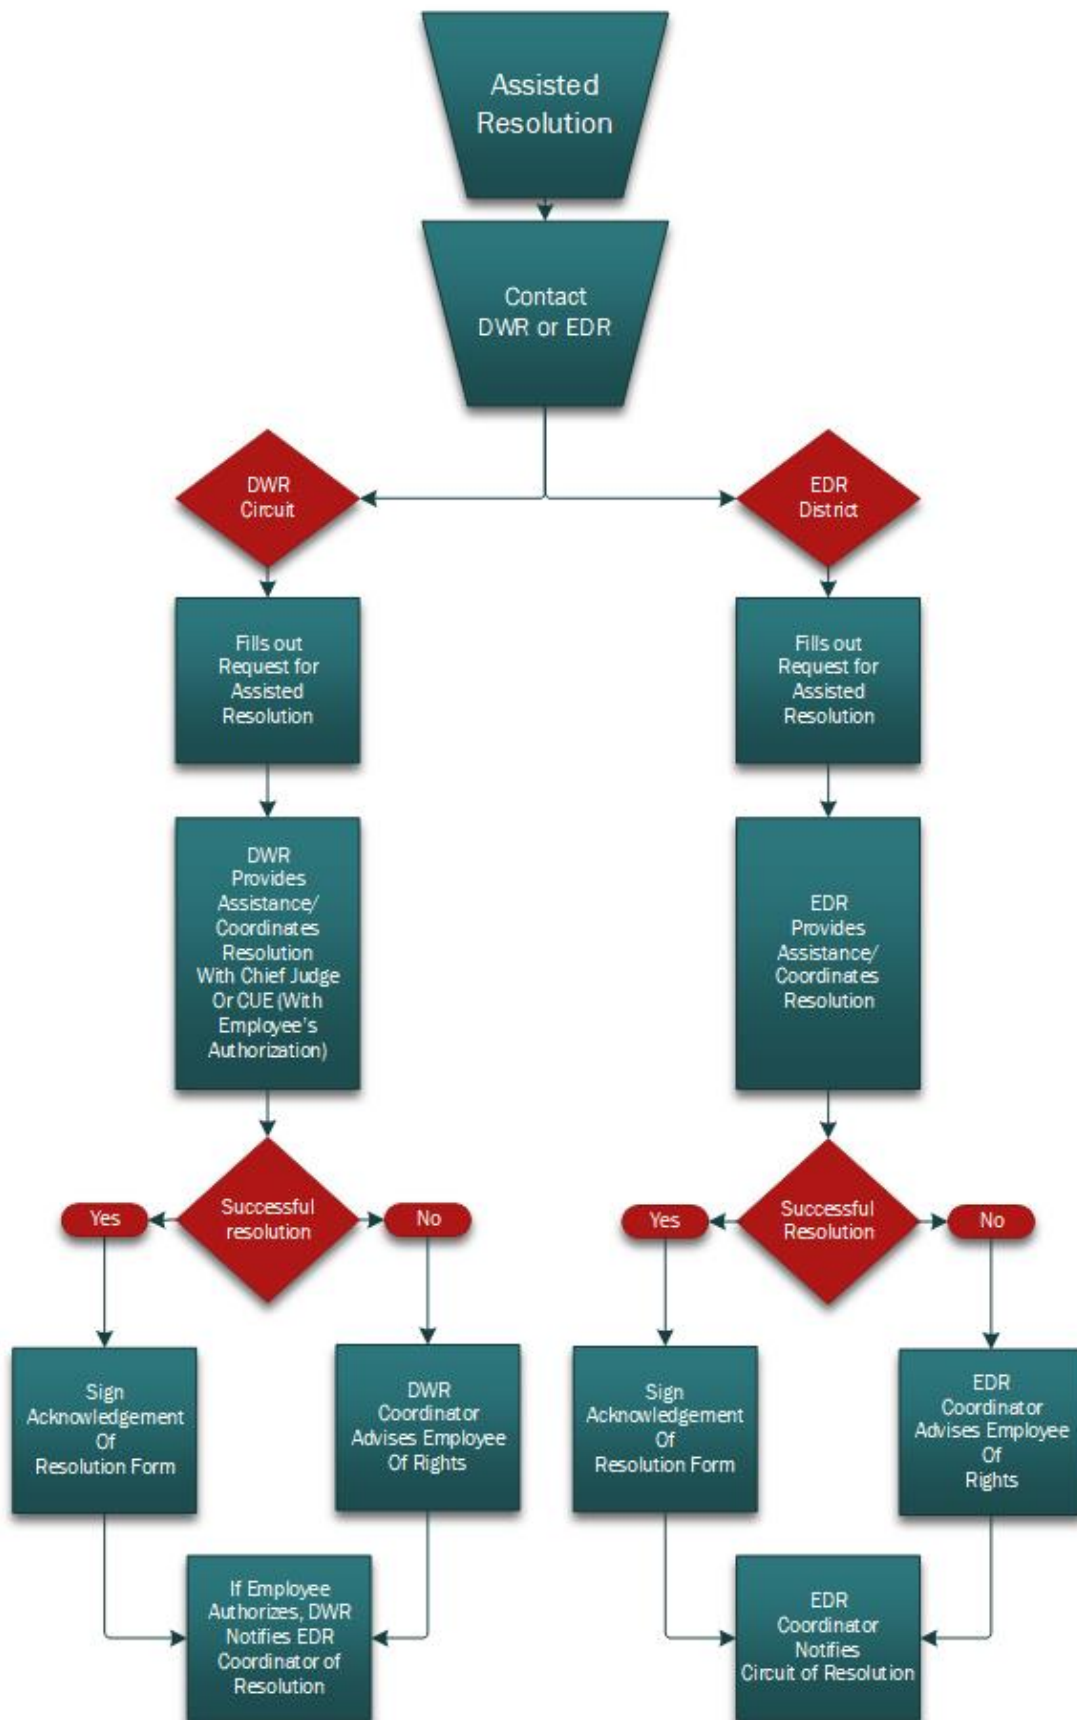 Assisted
Resolution
Contact
DWR or EDR
DWR
Circuit
EDR
District
Fills out
Request for
Assisted
Resolution
Fills out
Request for
Assisted
Resolution
DWR
Provides
Assistance/
Coordinates
Resolution
With Chief Judge
Or CUE (With
Employee's
Authorization)
EDR
Provides
Assistance/
Coordinates
Resolution
Yes
Successful
resolution
No
Yes
Successful
Resolution
No
Sign
Acknowledgement
Of
Resolution Form
DWR
Coordinator
Advises Employee
Of Rights
Sign
Acknowledgement
Of
Resolution Form
EDR
Coordinator
Advises Employee
Of
Rights
If Employee
Authorizes, DWR
Notifies EDR
Coordinator of
Resolution
EDR
Coordinator
Notifies
Circuit of Resolution